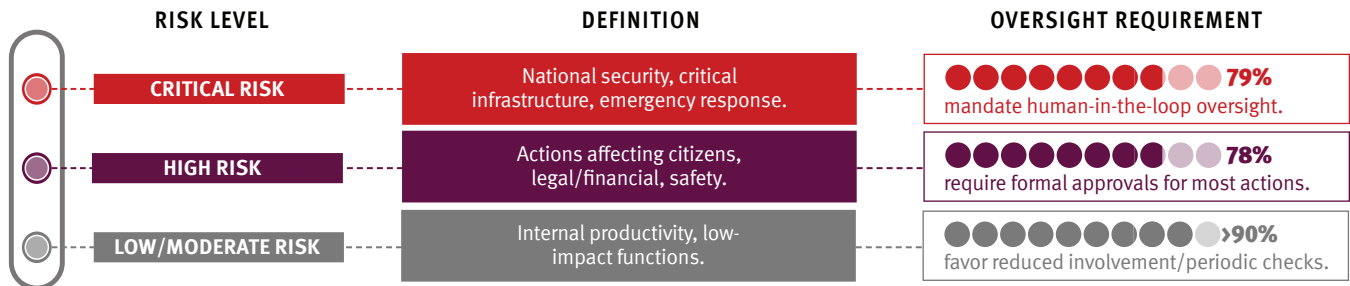 RISK LEVEL
DEFINITION
OVERSIGHT REQUIREMENT
CRITICAL RISK
National security, critical
infrastructure, emergency response.
79%
mandate human-in-the-loop oversight.
HIGH RISK
Actions affecting citizens,
legal/financial, safety.
78%
require formal approvals for most actions.
LOW/MODERATE RISK
Internal productivity, low-
impact functions.
>90%
favor reduced involvement/periodic checks.